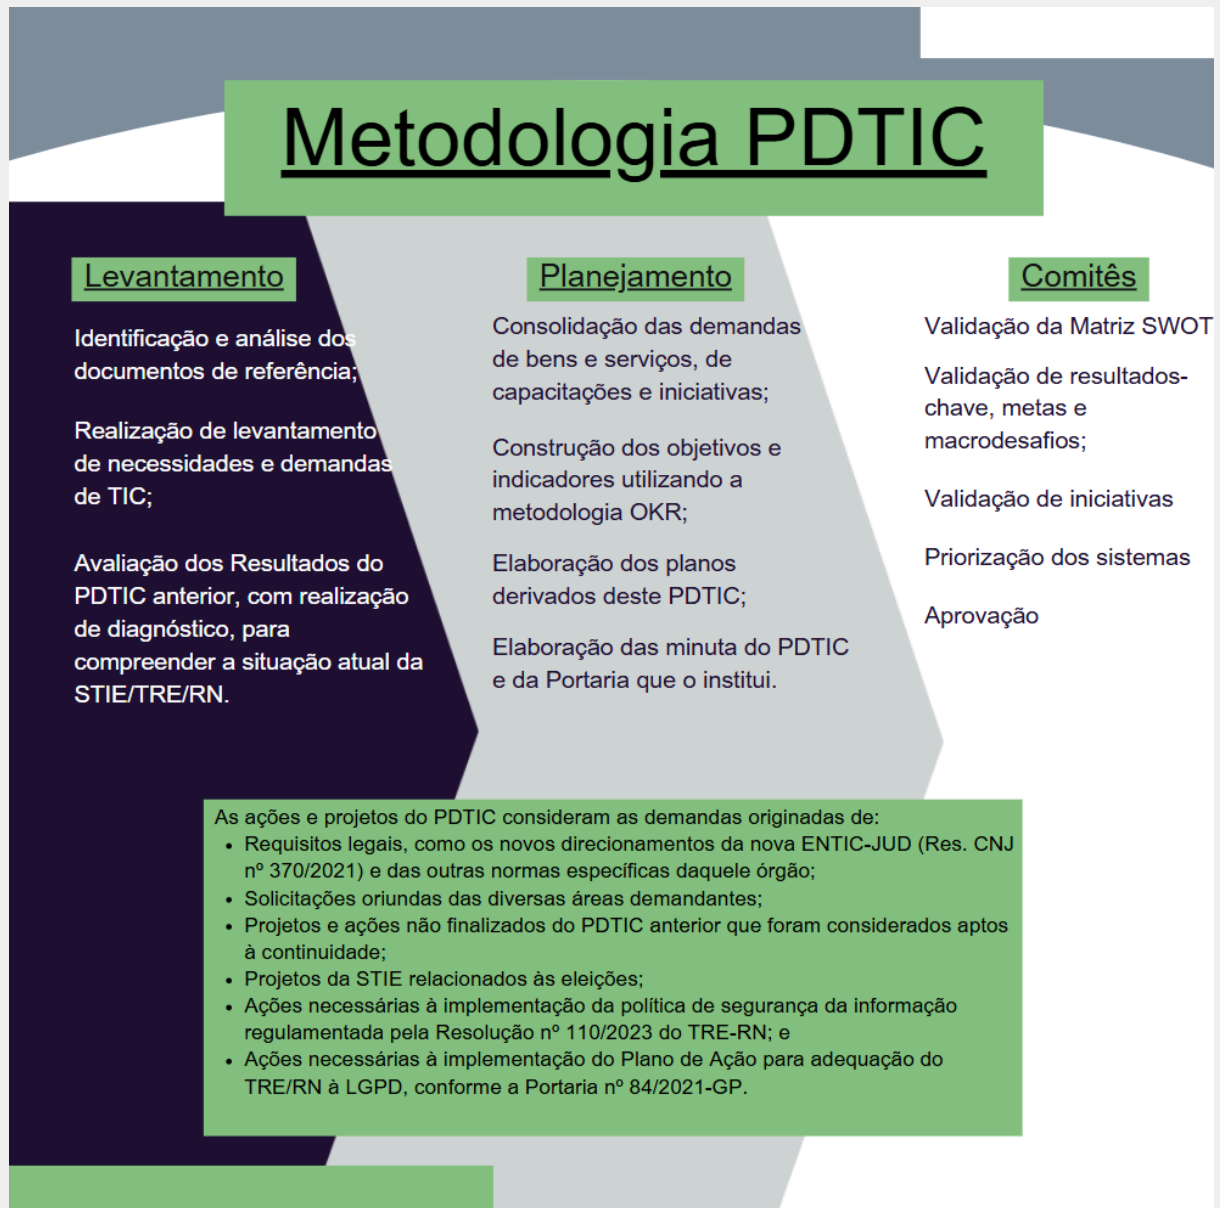 Metodologia PDTIC
Levantamento
Identificação e análise dos
documentos de referência;
Realização de levantamento
de necessidades e demandas
de TIC;
Avaliação dos Resultados do
PDTIC anterior, com realização
de diagnóstico, para
compreender a situação atual da
STIE/TRE/RN.
Planejamento
Consolidação das demandas
de bens e serviços, de
capacitações e iniciativas;
Construção dos objetivos e
indicadores utilizando a
metodologia OKR;
Elaboração dos planos
derivados deste PDTIC;
Elaboração das minuta do PDTIC
e da Portaria que o institui.
Comitês
Validação da Matriz SWOT
Validação de resultados-
chave, metas e
macrodesafios;
Validação de iniciativas
Priorização dos sistemas
Aprovação
As ações e projetos do PDTIC consideram as demandas originadas de:
• Requisitos legais, como os novos direcionamentos da nova ENTIC-JUD (Res. CNJ
nº 370/2021) e das outras normas específicas daquele órgão;
• Solicitações oriundas das diversas áreas demandantes;
• Projetos e ações não finalizados do PDTIC anterior que foram considerados aptos
à continuidade;
• Projetos da STIE relacionados às eleições;
• Ações necessárias à implementação da política de segurança da informação
regulamentada pela Resolução nº 110/2023 do TRE-RN; e
• Ações necessárias à implementação do Plano de Ação para adequação do
TRE/RN à LGPD, conforme a Portaria nº 84/2021-GP.